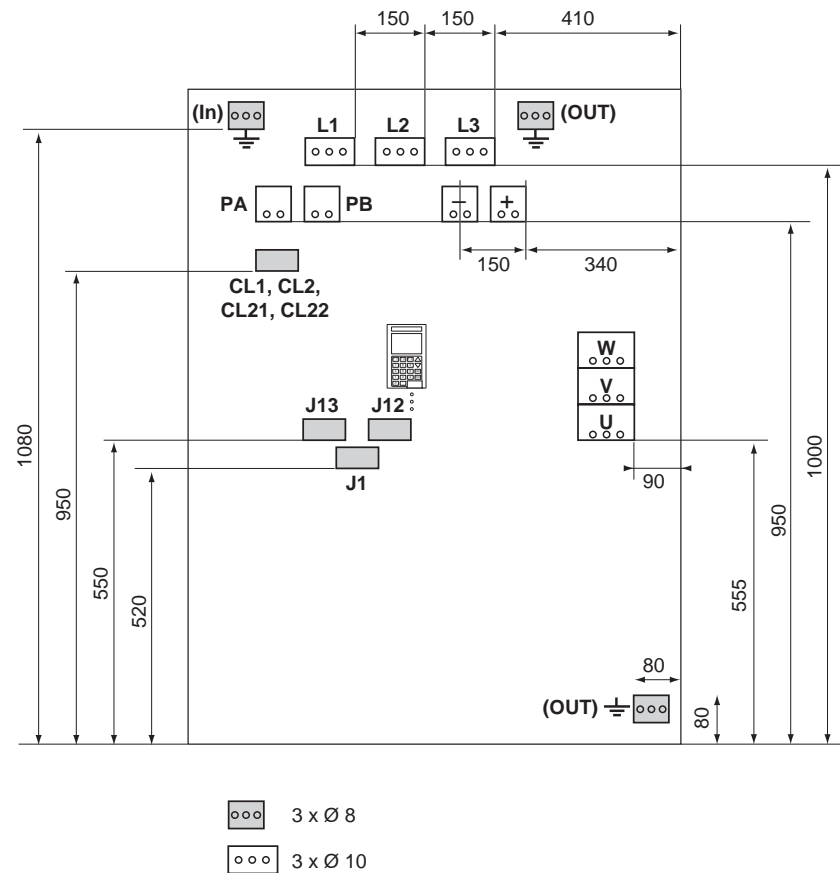 150 150 410
(In) (OUT)
L1 L2 L3
PA PB − +
150 340
CL1, CL2,
CL21, CL22
W
V
U
J13 J12
J1
90
1080
950
550
520
555
950
1000
80
(OUT)
80
3 x Ø 8
3 x Ø 10